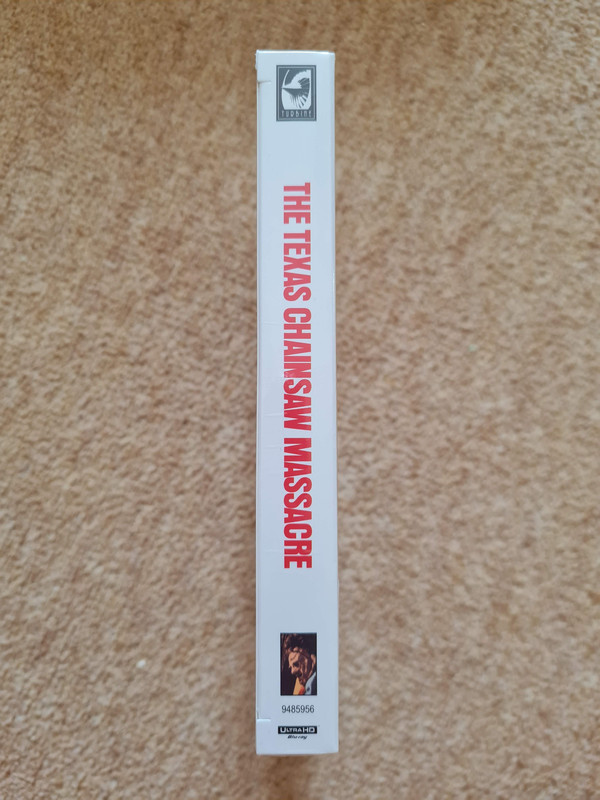 TURBINE
THE TEXAS CHAINSAW MASSACRE
9485956
ULTRA HD
Blu-ray